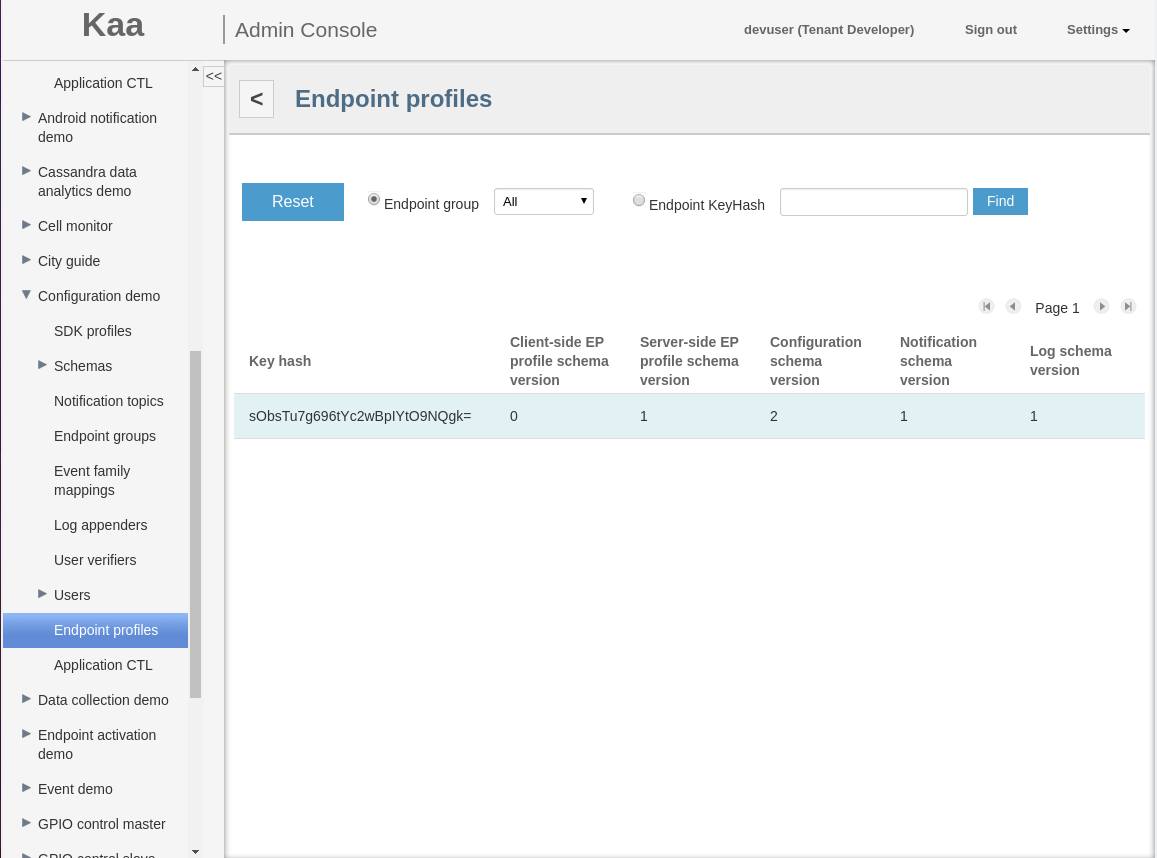 Kaa
Admin Console
devuser (Tenant Developer)
Sign out
Settings
Application CTL
Android notification
demo
Cassandra data
analytics demo
Cell monitor
City guide
Configuration demo
SDK profiles
Schemas
Notification topics
Endpoint groups
Event family
mappings
Log appenders
User verifiers
Users
Endpoint profiles
Application CTL
Data collection demo
Endpoint activation
demo
Event demo
GPIO control master
GPIO control slave
<<
<
Endpoint profiles
Reset
Endpoint group
All
Endpoint KeyHash
Find
Page 1
Key hash
Client-side EP
profile schema
version
Server-side EP
profile schema
version
Configuration
schema
version
Notification
schema
version
Log schema
version
sObsTu7g696tYc2wBpIYtO9NQgk=
0
1
2
1
1